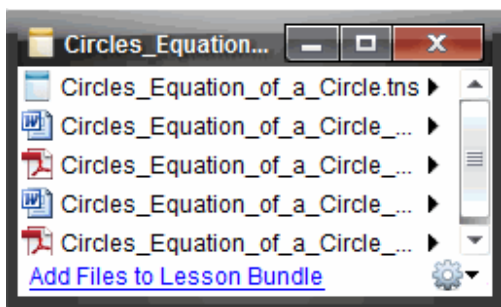 Circles_Equation...
Circles_Equation_of_a_Circle.tns
Circles_Equation_of_a_Circle_...
Circles_Equation_of_a_Circle_...
Circles_Equation_of_a_Circle_...
Circles_Equation_of_a_Circle_...
Add Files to Lesson Bundle